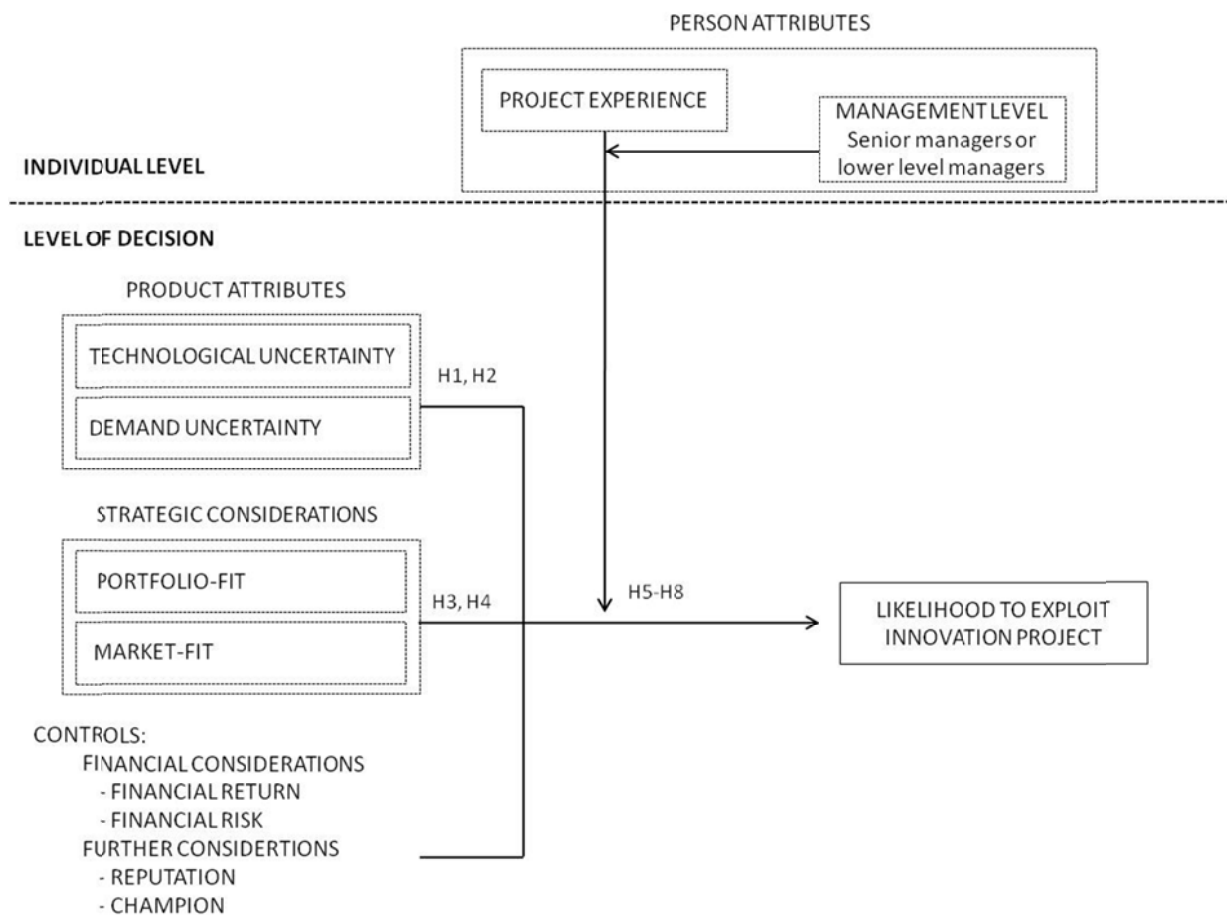 PERSON ATTRIBUTES
PROJECT EXPERIENCE
MANAGEMENT LEVEL
Senior managers or
lower level managers
INDIVIDUAL LEVEL
LEVEL OF DECISION
PRODUCT ATTRIBUTES
TECHNOLOGICAL UNCERTAINTY
DEMAND UNCERTAINTY
H1, H2
STRATEGIC CONSIDERATIONS
PORTFOLIO-FIT
MARKET-FIT
H3, H4
H5-H8
LIKELIHOOD TO EXPLOIT
INNOVATION PROJECT
CONTROLS:
FINANCIAL CONSIDERATIONS
- FINANCIAL RETURN
- FINANCIAL RISK
FURTHER CONSIDERTIONS
- REPUTATION
- CHAMPION